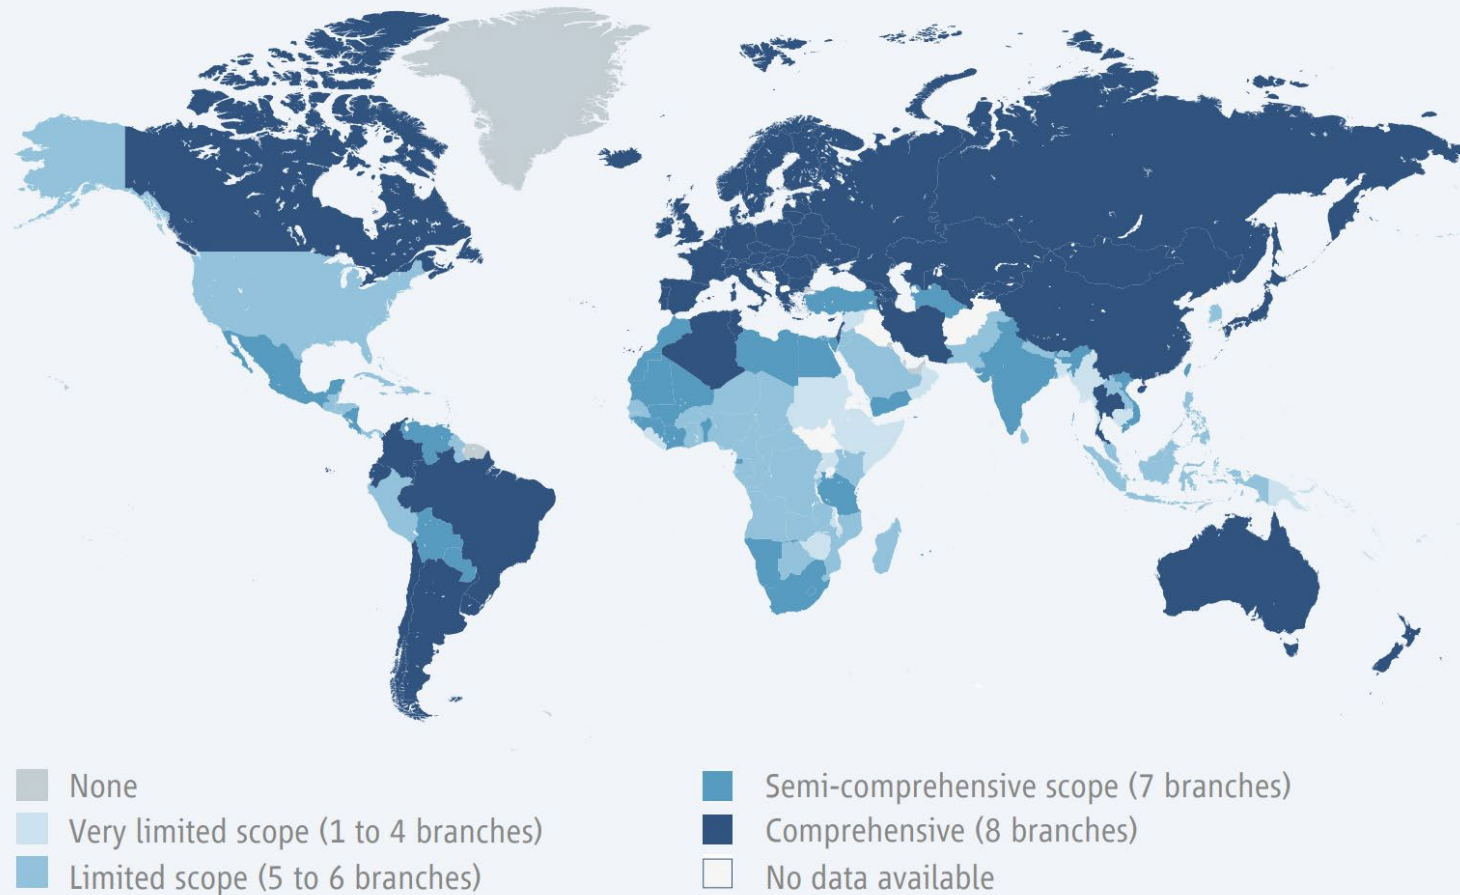 None
Very limited scope (1 to 4 branches)
Limited scope (5 to 6 branches)
Semi-comprehensive scope (7 branches)
Comprehensive (8 branches)
No data available